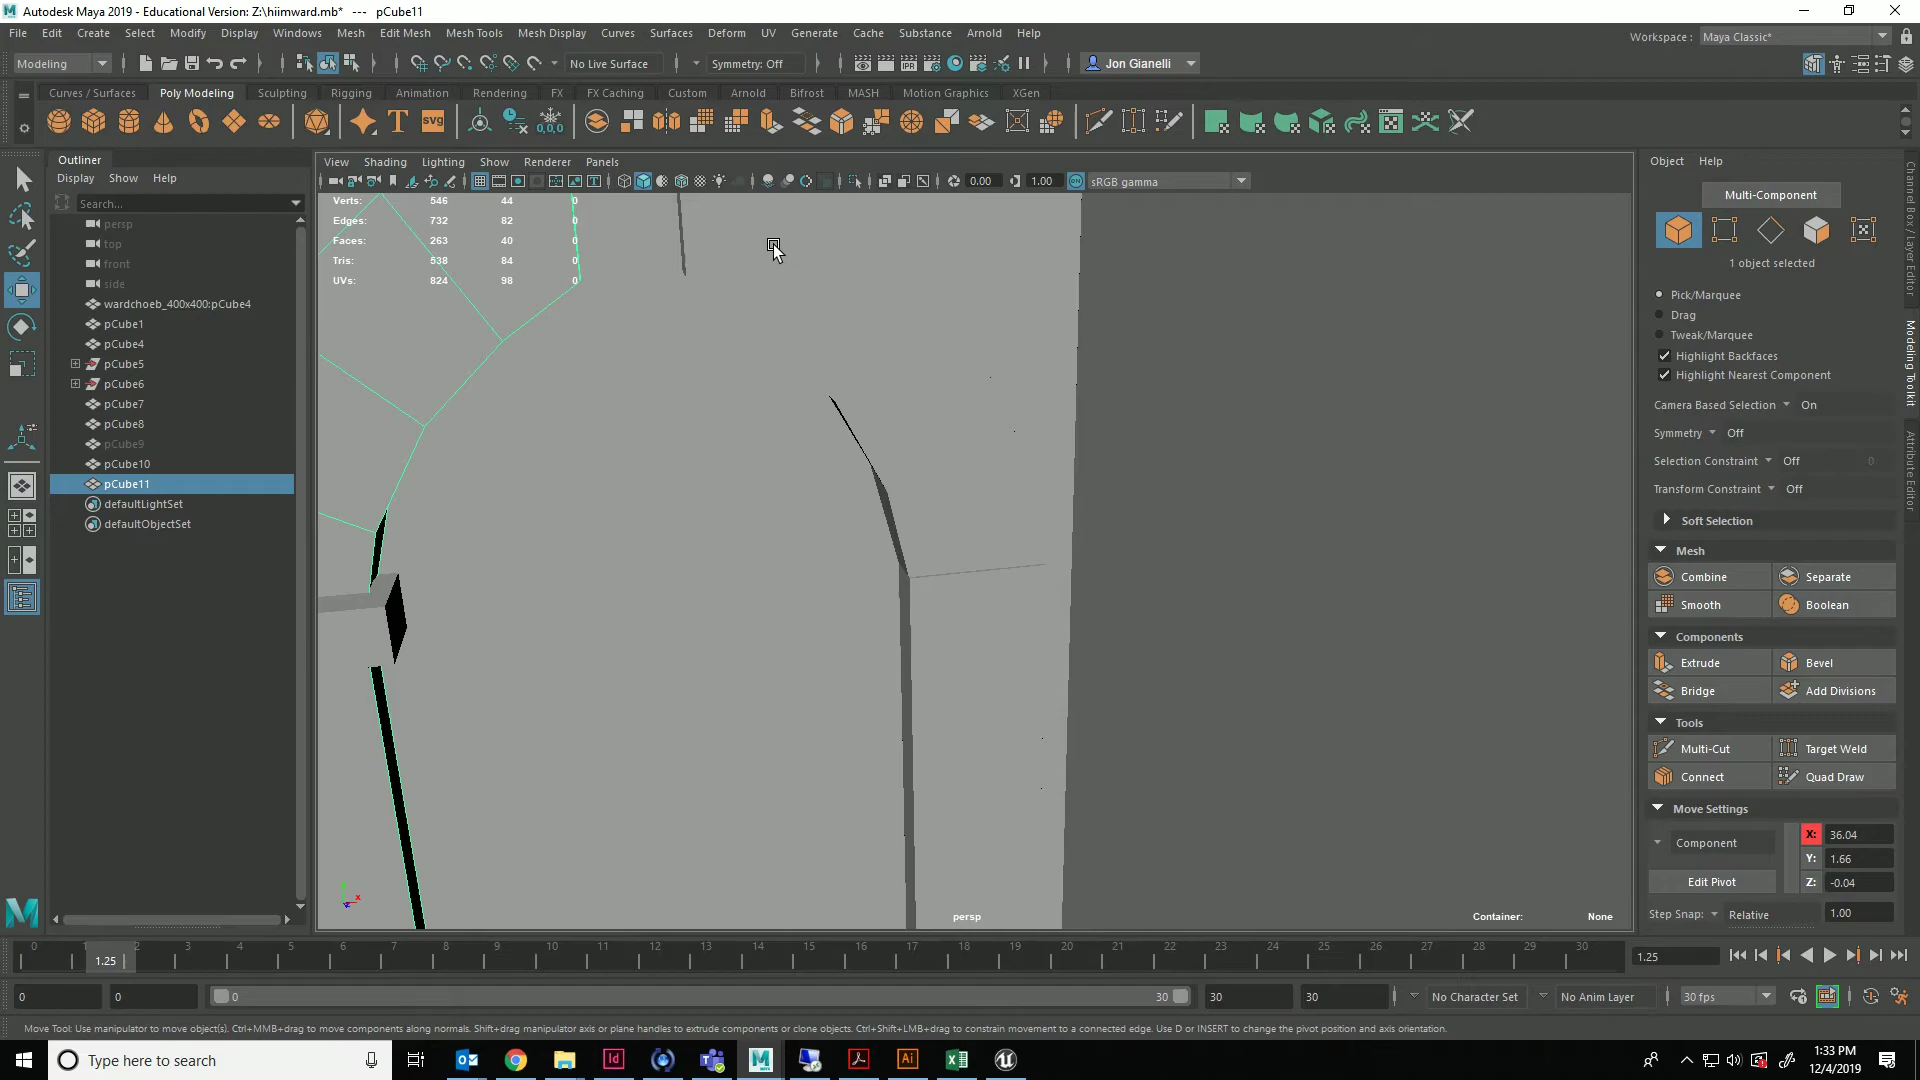 Autodesk Maya 2019 - Educational Version: Z:\hiimward.mb* --- pCube11
File Edit Create Select Modify Display Windows Mesh Edit Mesh Mesh Tools Mesh Display Curves Surfaces Deform UV Generate Cache Substance Arnold Help
Workspace : Maya Classic*
Modeling No Live Surface Symmetry: Off Jon Gianelli
Curves / Surfaces Poly Modeling Sculpting Rigging Animation Rendering FX FX Caching Custom Arnold Bifrost MASH Motion Graphics XGen
svg 0,0,0
Outliner
Display Show Help
Search...
persp
top
front
side
wardchoeb_400x400:pCube4
pCube1
pCube4
pCube5
pCube6
pCube7
pCube8
pCube9
pCube10
pCube11
defaultLightSet
defaultObjectSet
View Shading Lighting Show Renderer Panels
0.00 1.00 sRGB gamma
Verts: 546 44 0
Edges: 732 82 0
Faces: 263 40 0
Tris: 538 84 0
UVs: 824 98 0
persp
Container: None
Object Help
Multi-Component
1 object selected
Pick/Marquee
Drag
Tweak/Marquee
Highlight Backfaces
Highlight Nearest Component
Camera Based Selection On
Symmetry Off
Selection Constraint Off 0
Transform Constraint Off
Soft Selection
Mesh
Combine Separate
Smooth Boolean
Components
Extrude Bevel
Bridge Add Divisions
Tools
Multi-Cut Target Weld
Connect Quad Draw
Move Settings
Component
X: 36.04
Y: 1.66
Edit Pivot
Z: -0.04
Step Snap: Relative 1.00
Channel Box / Layer Editor
Modeling Toolkit
Attribute Editor
0 2 3 4 5 6 7 8 9 10 11 12 13 14 15 16 17 18 19 20 21 22 23 24 25 26 27 28 29 30
1.25
1.25
0 0 0 30 30 30 No Character Set No Anim Layer 30 fps
Move Tool: Use manipulator to move object(s). Ctrl+MMB+drag to move components along normals. Shift+drag manipulator axis or plane handles to extrude components or clone objects. Ctrl+Shift+LMB+drag to constrain movement to a connected edge. Use D or INSERT to change the pivot position and axis orientation.
Type here to search
1:33 PM
12/4/2019